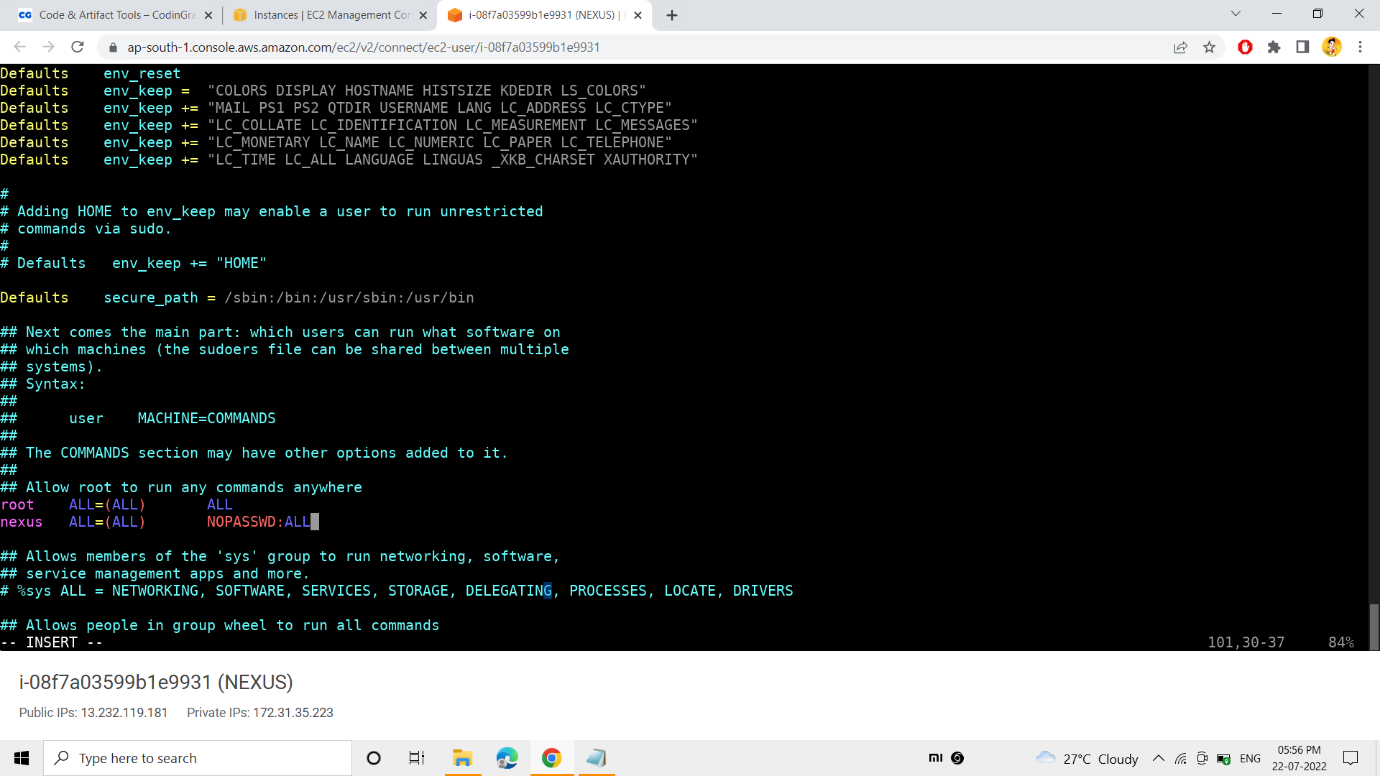 Code & Artifact Tools – CodinGra
Instances | EC2 Management Con
i-08f7a03599b1e9931 (NEXUS) |
ap-south-1.console.aws.amazon.com/ec2/v2/connect/ec2-user/i-08f7a03599b1e9931
Defaults    env_reset
Defaults    env_keep =  "COLORS DISPLAY HOSTNAME HISTSIZE KDEDIR LS_COLORS"
Defaults    env_keep += "MAIL PS1 PS2 QTDIR USERNAME LANG LC_ADDRESS LC_CTYPE"
Defaults    env_keep += "LC_COLLATE LC_IDENTIFICATION LC_MEASUREMENT LC_MESSAGES"
Defaults    env_keep += "LC_MONETARY LC_NAME LC_NUMERIC LC_PAPER LC_TELEPHONE"
Defaults    env_keep += "LC_TIME LC_ALL LANGUAGE LINGUAS _XKB_CHARSET XAUTHORITY"
#
# Adding HOME to env_keep may enable a user to run unrestricted
# commands via sudo.
#
# Defaults   env_keep += "HOME"
Defaults    secure_path = /sbin:/bin:/usr/sbin:/usr/bin
## Next comes the main part: which users can run what software on
## which machines (the sudoers file can be shared between multiple
## systems).
## Syntax:
##
##      user    MACHINE=COMMANDS
##
## The COMMANDS section may have other options added to it.
##
## Allow root to run any commands anywhere
root    ALL=(ALL)       ALL
nexus   ALL=(ALL)       NOPASSWD:ALL
## Allows members of the 'sys' group to run networking, software,
## service management apps and more.
# %sys ALL = NETWORKING, SOFTWARE, SERVICES, STORAGE, DELEGATING, PROCESSES, LOCATE, DRIVERS
## Allows people in group wheel to run all commands
-- INSERT --
101,30-37     84%
i-08f7a03599b1e9931 (NEXUS)
Public IPs: 13.232.119.181   Private IPs: 172.31.35.223
Type here to search
27°C Cloudy
ENG
05:56 PM
22-07-2022